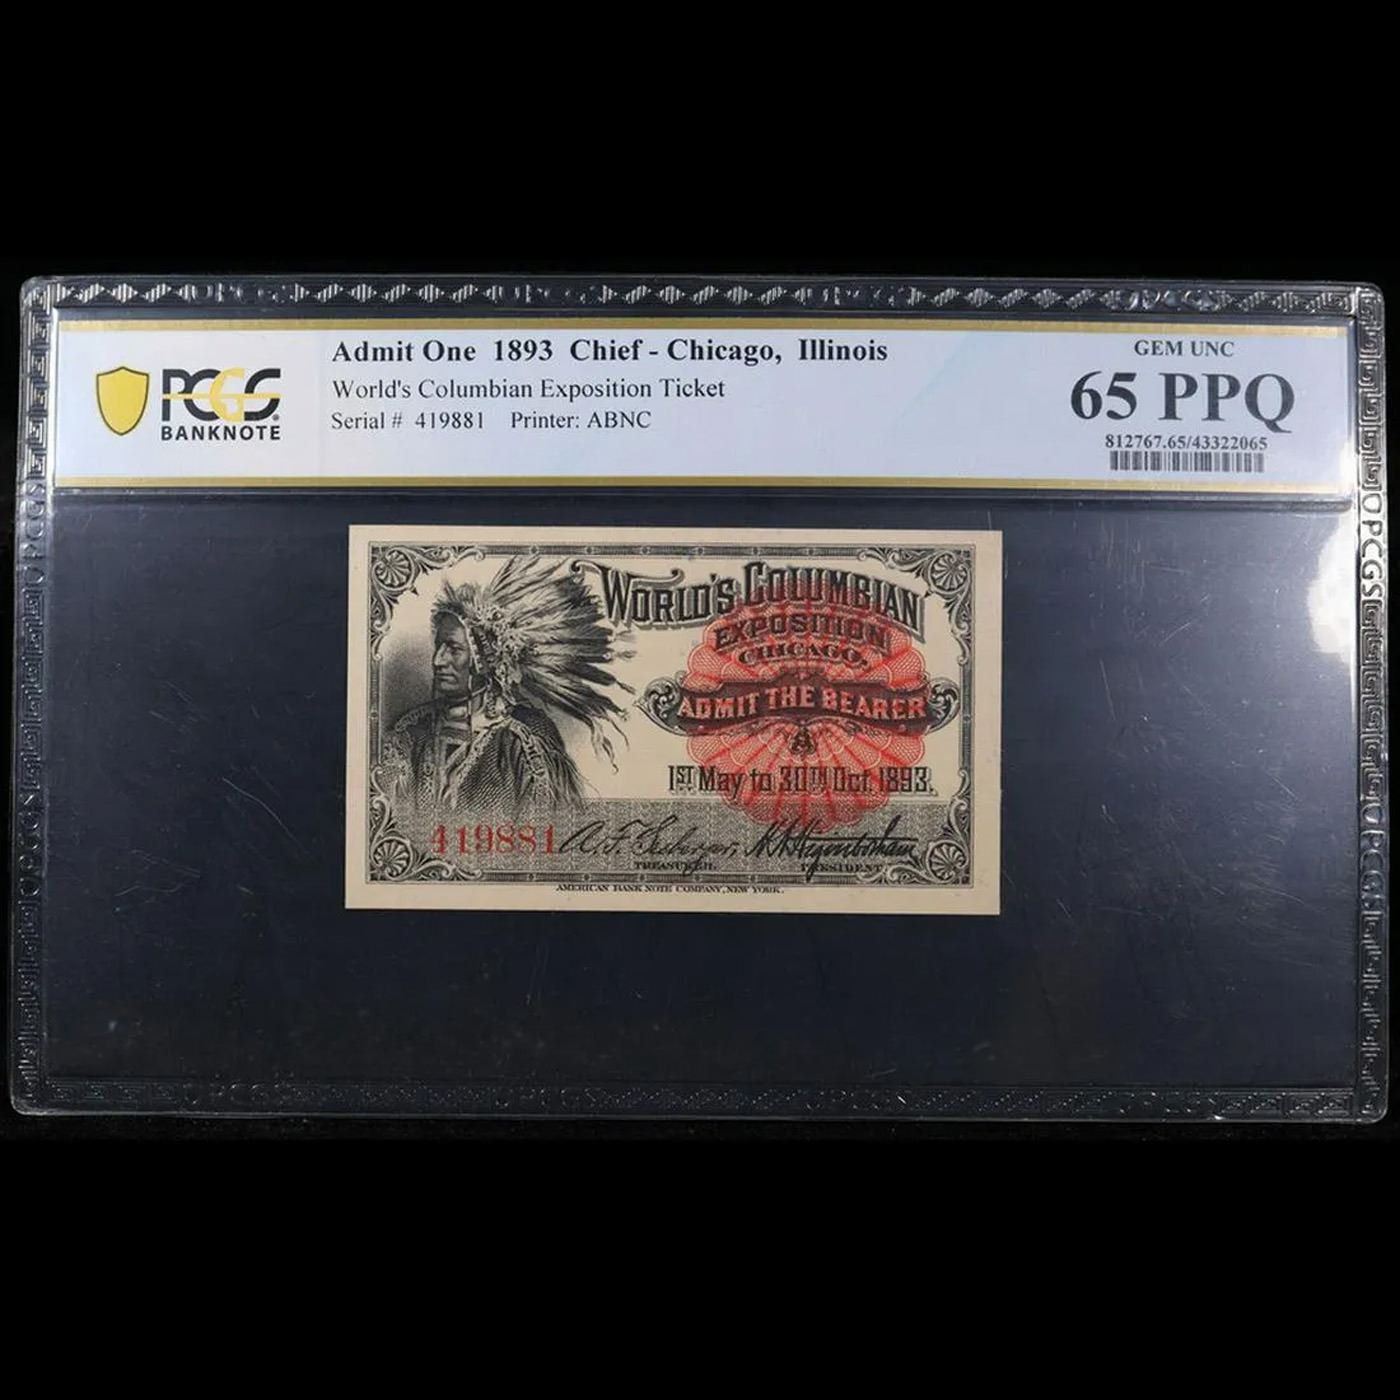 PCGS
BANKNOTE
Admit One 1893 Chief - Chicago, Illinois
World's Columbian Exposition Ticket
Serial # 419881 Printer: ABNC
GEM UNC
65 PPQ
812767.65/43322065
WORLD'S COLUMBIAN
EXPOSITION
CHICAGO.
ADMIT THE BEARER
A
1ST May to 30TH Oct. 1893.
419881
TREASURER.
PRESIDENT
AMERICAN BANK NOTE COMPANY, NEW YORK.